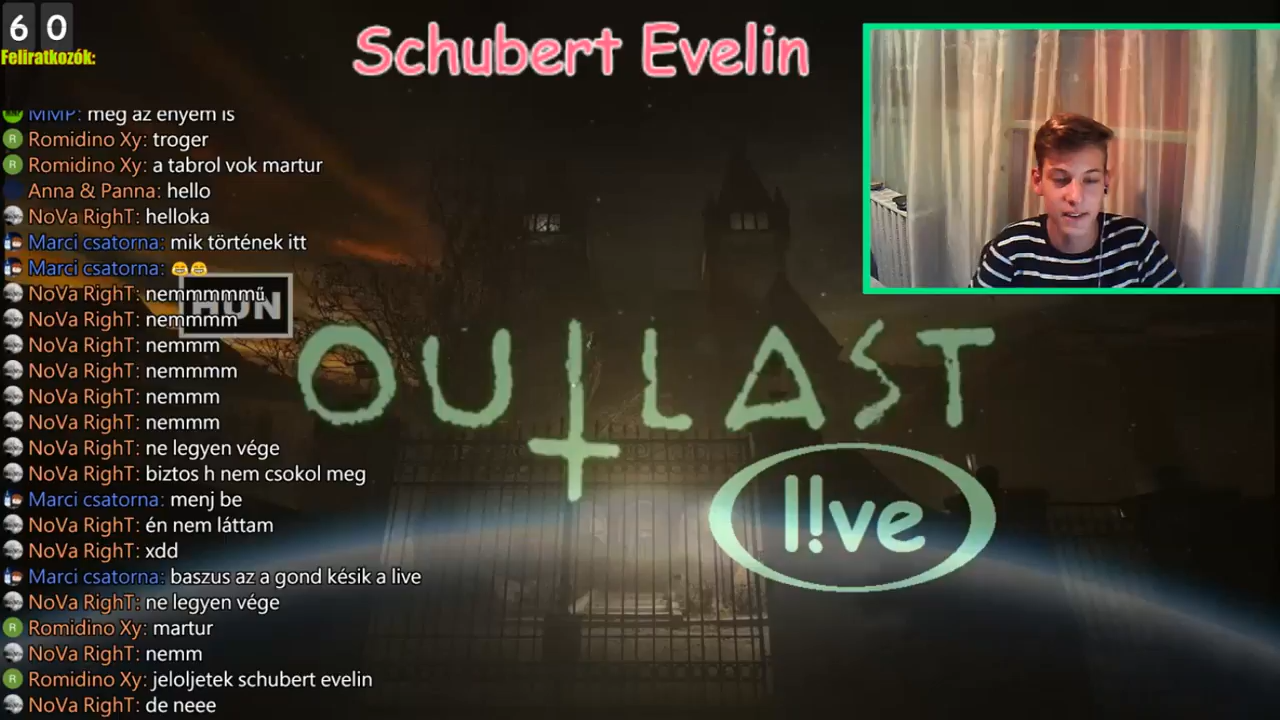 6 0
Feliratkozók:
Schubert Evelin
MMP: meg az enyem is
Romidino Xy: troger
Romidino Xy: a tabrol vok martur
Anna & Panna: hello
NoVa RighT: helloka
Marci csatorna: mik történek itt
Marci csatorna: 😂😂
NoVa RighT: nemmmmmű
HUN
NoVa RighT: nemmmm
NoVa RighT: nemmm
NoVa RighT: nemmmm
NoVa RighT: nemmm
NoVa RighT: nemmm
OUTLAST
NoVa RighT: ne legyen vége
NoVa RighT: biztos h nem csokol meg
Marci csatorna: menj be
NoVa RighT: én nem láttam
l!ve
NoVa RighT: xdd
Marci csatorna: baszus az a gond késik a live
NoVa RighT: ne legyen vége
Romidino Xy: martur
NoVa RighT: nemm
Romidino Xy: jeloljetek schubert evelin
NoVa RighT: de neee